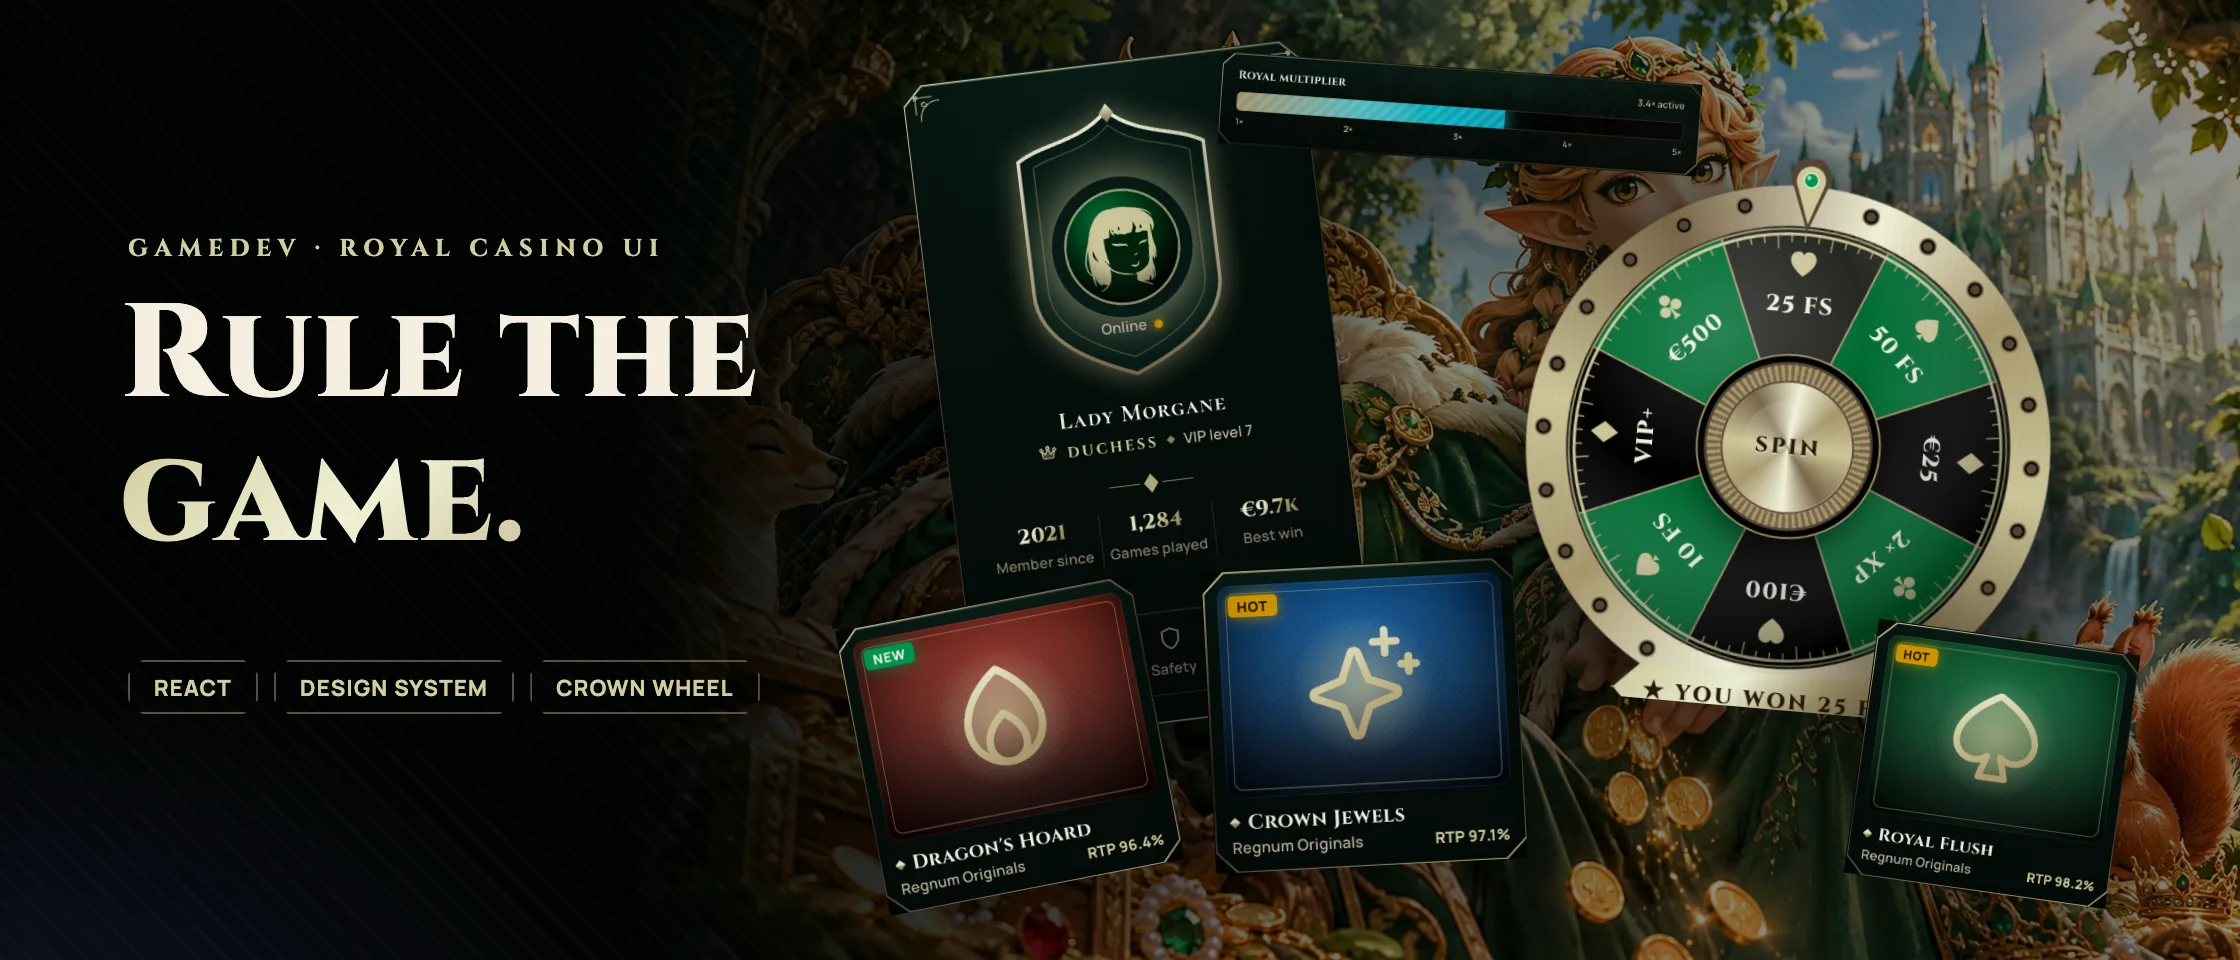 GAMEDEV · ROYAL CASINO UI
RULE THE
GAME.
REACT
DESIGN SYSTEM
CROWN WHEEL
ROYAL MULTIPLIER
3.4× active
1×
2×
3×
4×
5×
Online
LADY MORGANE
DUCHESS ◆ VIP level 7
2021
Member since
1,284
Games played
€9.7K
Best win
Safety
NEW
◆ DRAGON'S HOARD
Regnum Originals
RTP 96.4%
HOT
◆ CROWN JEWELS
Regnum Originals
RTP 97.1%
25 FS
50 FS
€25
2× XP
€100
10 FS
VIP+
€500
SPIN
★ YOU WON 25
HOT
◆ ROYAL FLUSH
Regnum Originals
RTP 98.2%